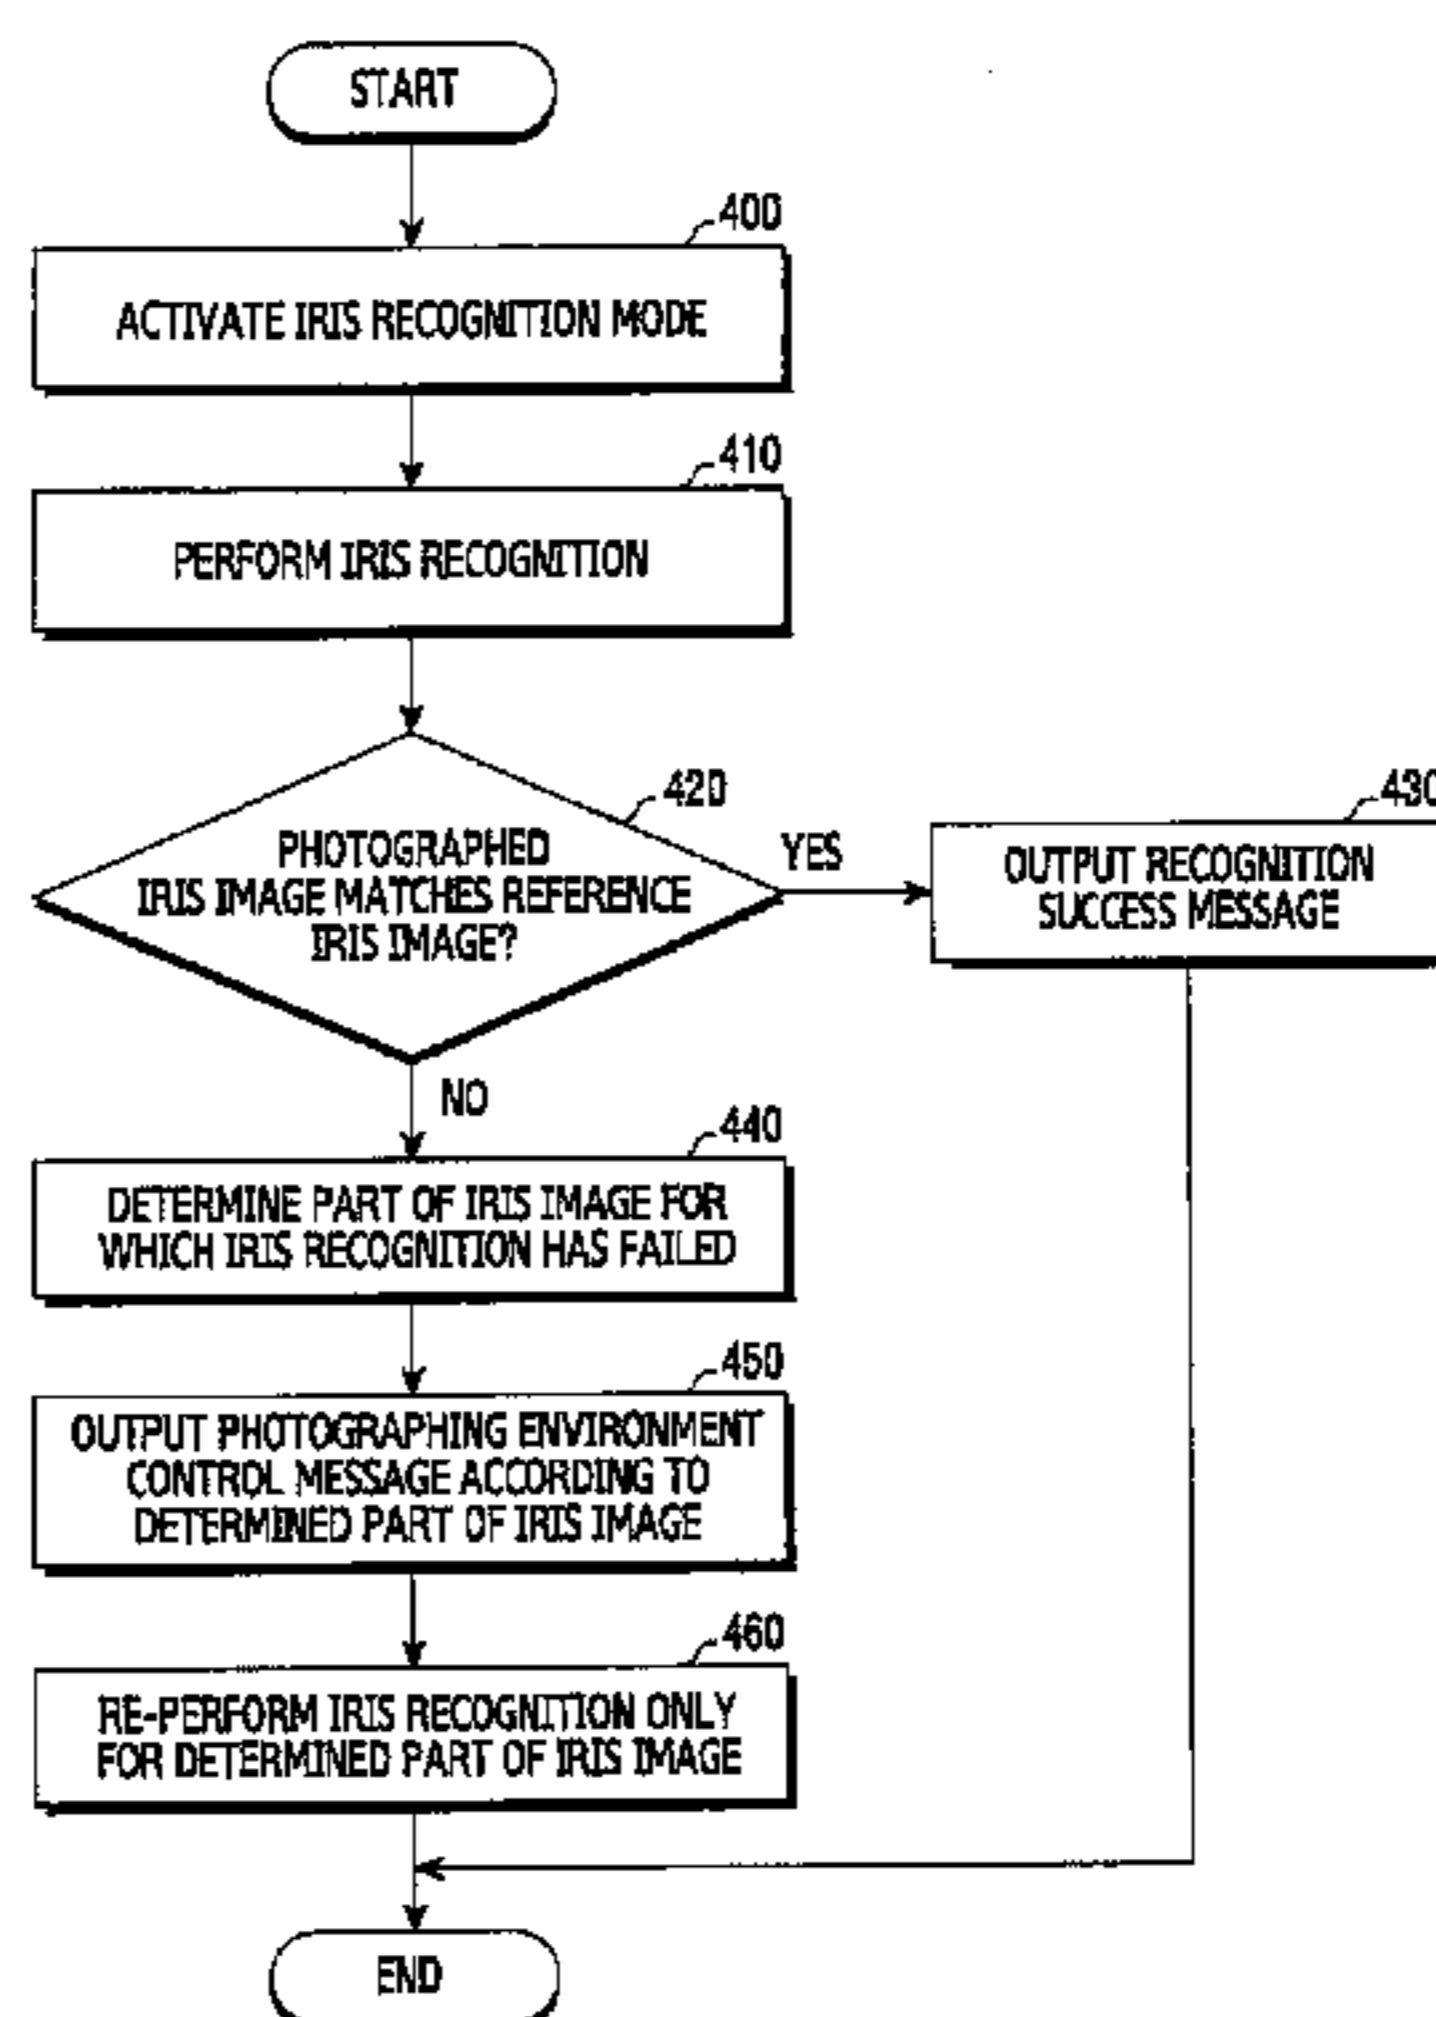 START
400
ACTIVATE IRIS RECOGNITION MODE
410
PERFORM IRIS RECOGNITION
420
PHOTOGRAPHED
IRIS IMAGE MATCHES REFERENCE
IRIS IMAGE?
YES
430
OUTPUT RECOGNITION
SUCCESS MESSAGE
NO
440
DETERMINE PART OF IRIS IMAGE FOR
WHICH IRIS RECOGNITION HAS FAILED
450
OUTPUT PHOTOGRAPHING ENVIRONMENT
CONTROL MESSAGE ACCORDING TO
DETERMINED PART OF IRIS IMAGE
460
RE-PERFORM IRIS RECOGNITION ONLY
FOR DETERMINED PART OF IRIS IMAGE
END